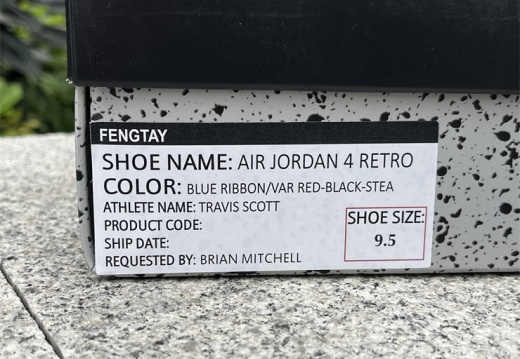 FENGTAY
SHOE NAME: AIR JORDAN 4 RETRO
COLOR: BLUE RIBBON/VAR RED-BLACK-STEA
ATHLETE NAME: TRAVIS SCOTT
PRODUCT CODE:
SHIP DATE:
REQUESTED BY: BRIAN MITCHELL
SHOE SIZE:
9.5